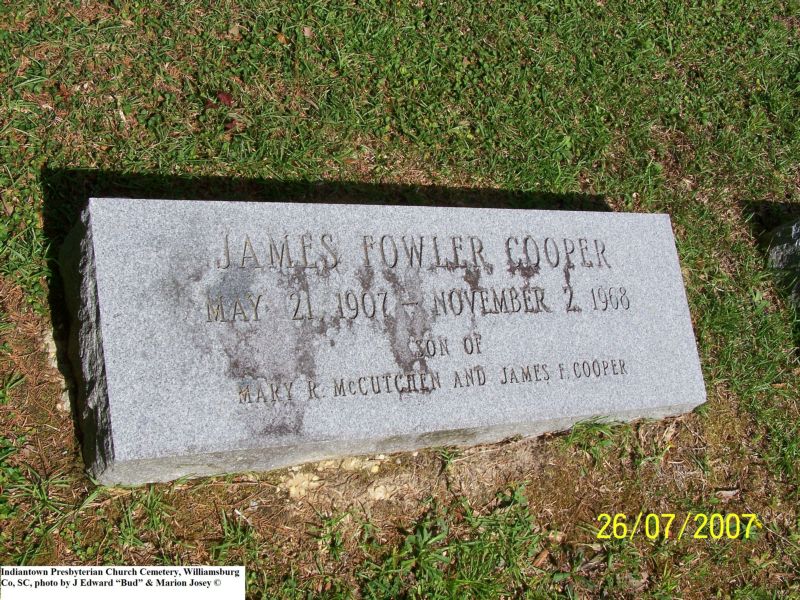 JAMES FOWLER COOPER
MAY 21, 1907 - NOVEMBER 2, 1968
SON OF
MARY R. McCUTCHEN AND JAMES F. COOPER
26/07/2007
Indiantown Presbyterian Church Cemetery, Williamsburg
Co, SC, photo by J Edward “Bud” & Marion Josey ©